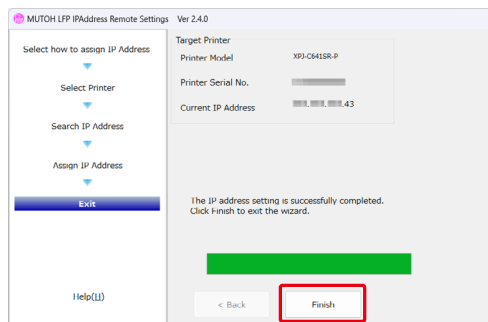 MUTOH LFP IPAddress Remote Settings Ver 2.4.0
Select how to assign IP Address
Select Printer
Search IP Address
Assign IP Address
Exit
Help(H)
Target Printer
Printer Model XPJ-C641SR-P
Printer Serial No.
Current IP Address .43
The IP address setting is successfully completed.
Click Finish to exit the wizard.
< Back Finish